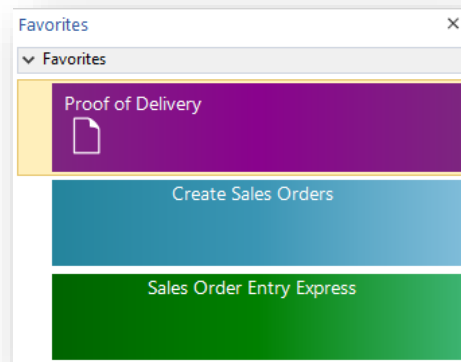 Favorites
Favorites
Proof of Delivery
Create Sales Orders
Sales Order Entry Express